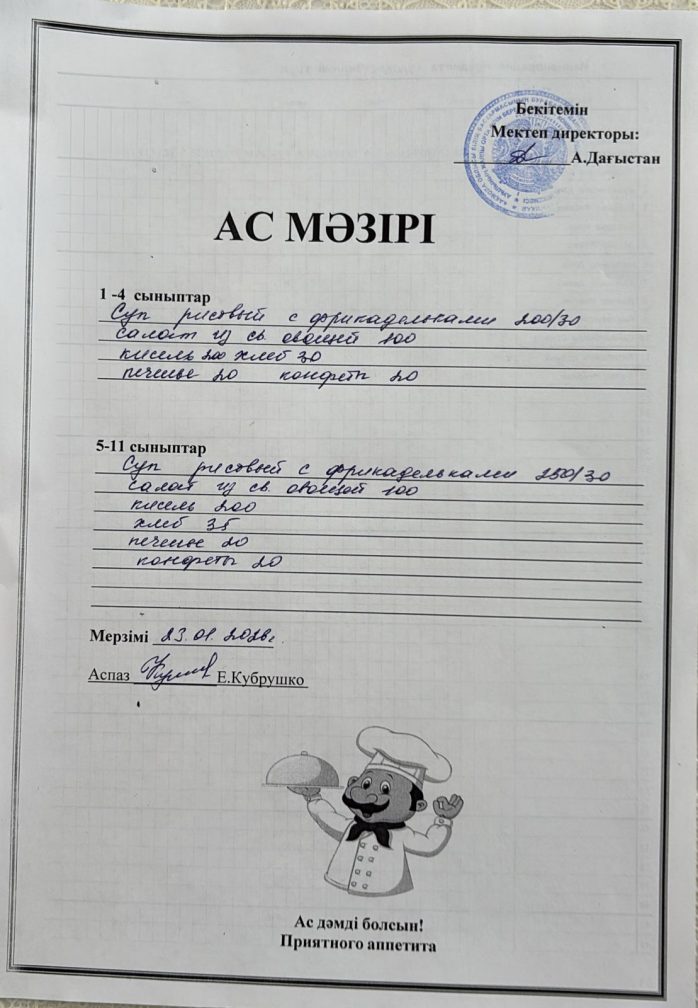 Бекітемін
Мектеп директоры:
А.Дағыстан
АС МӘЗІРІ
1 -4 сыныптар
Суп рисовый с фрикадельками 200/30
салат из св. овощей 100
кисель 200 хлеб 30
печенье 20 конфеты 20
5-11 сыныптар
Суп рисовый с фрикадельками 250/30
салат из св. овощей 100
кисель 200
хлеб 35
печенье 20
конфеты 20
Мерзімі 23.01.2026г
Аспаз Е.Кубрушко
Ас дәмді болсын!
Приятного аппетита